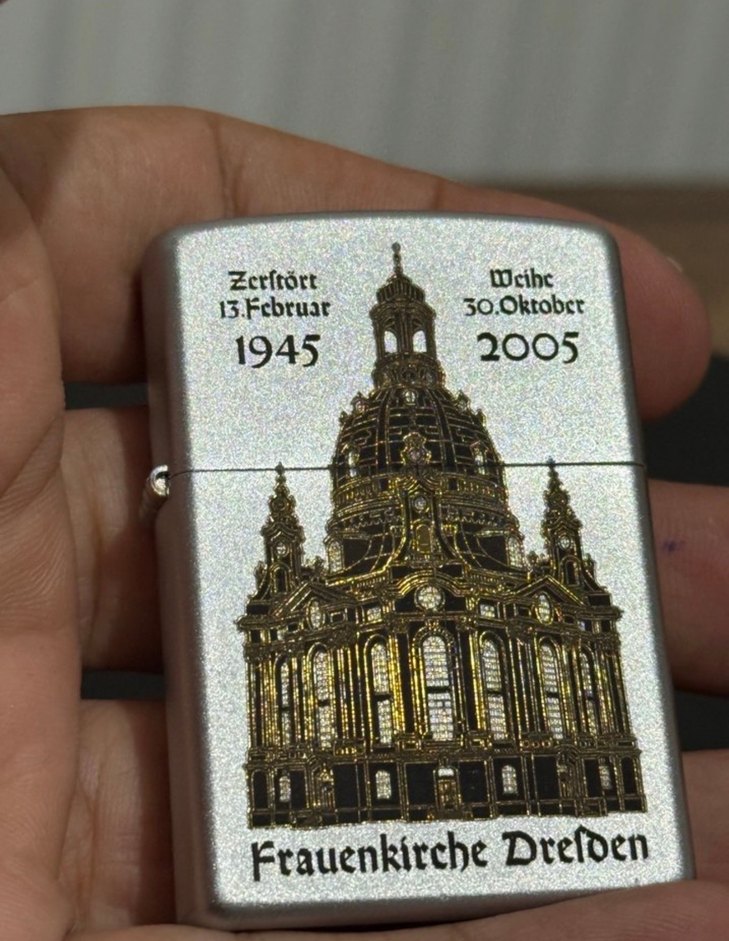 Zerſtört
13.Februar
1945
Weihe
30.Oktober
2005
Frauenkirche Dreſden